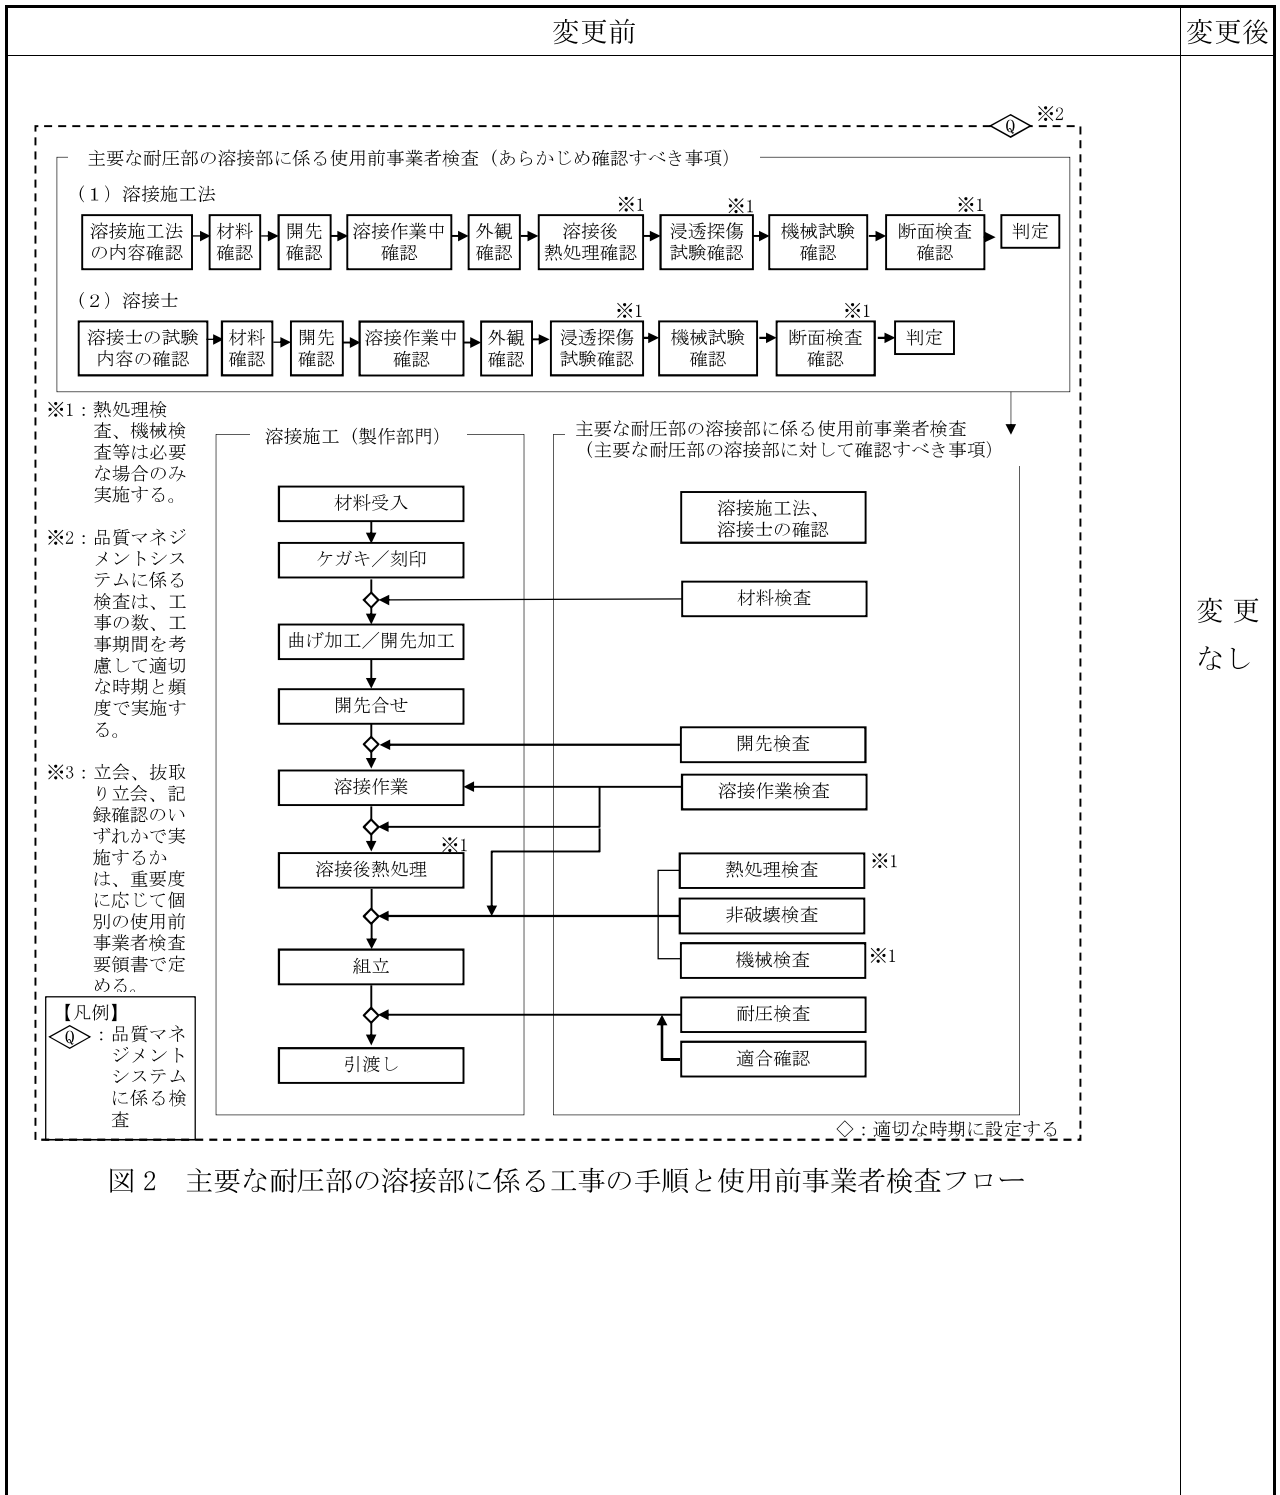 変更前
変更後
Q ※2
主要な耐圧部の溶接部に係る使用前事業者検査（あらかじめ確認すべき事項）
（１）溶接施工法
※1
※1
※1
溶接施工法
の内容確認
材料
確認
開先
確認
溶接作業中
確認
外観
確認
溶接後
熱処理確認
浸透探傷
試験確認
機械試験
確認
断面検査
確認
判定
（２）溶接士
※1
※1
溶接士の試験
内容の確認
材料
確認
開先
確認
溶接作業中
確認
外観
確認
浸透探傷
試験確認
機械試験
確認
断面検査
確認
判定
※1：熱処理検
査、機械検
査等は必要
な場合のみ
実施する。
※2：品質マネジ
メントシス
テムに係る
検査は、工
事の数、工
事期間を考
慮して適切
な時期と頻
度で実施す
る。
※3：立会、抜取
り立会、記
録確認のい
ずれかで実
施するか
は、重要度
に応じて個
別の使用前
事業者検査
要領書で定
める。
【凡例】
Q：品質マネ
ジメント
システム
に係る検
査
溶接施工（製作部門）
材料受入
ケガキ／刻印
曲げ加工／開先加工
開先合せ
溶接作業
※1
溶接後熱処理
組立
引渡し
主要な耐圧部の溶接部に係る使用前事業者検査
（主要な耐圧部の溶接部に対して確認すべき事項）
溶接施工法、
溶接士の確認
材料検査
開先検査
溶接作業検査
熱処理検査 ※1
非破壊検査
機械検査 ※1
耐圧検査
適合確認
◇：適切な時期に設定する
図２　主要な耐圧部の溶接部に係る工事の手順と使用前事業者検査フロー
変 更
なし